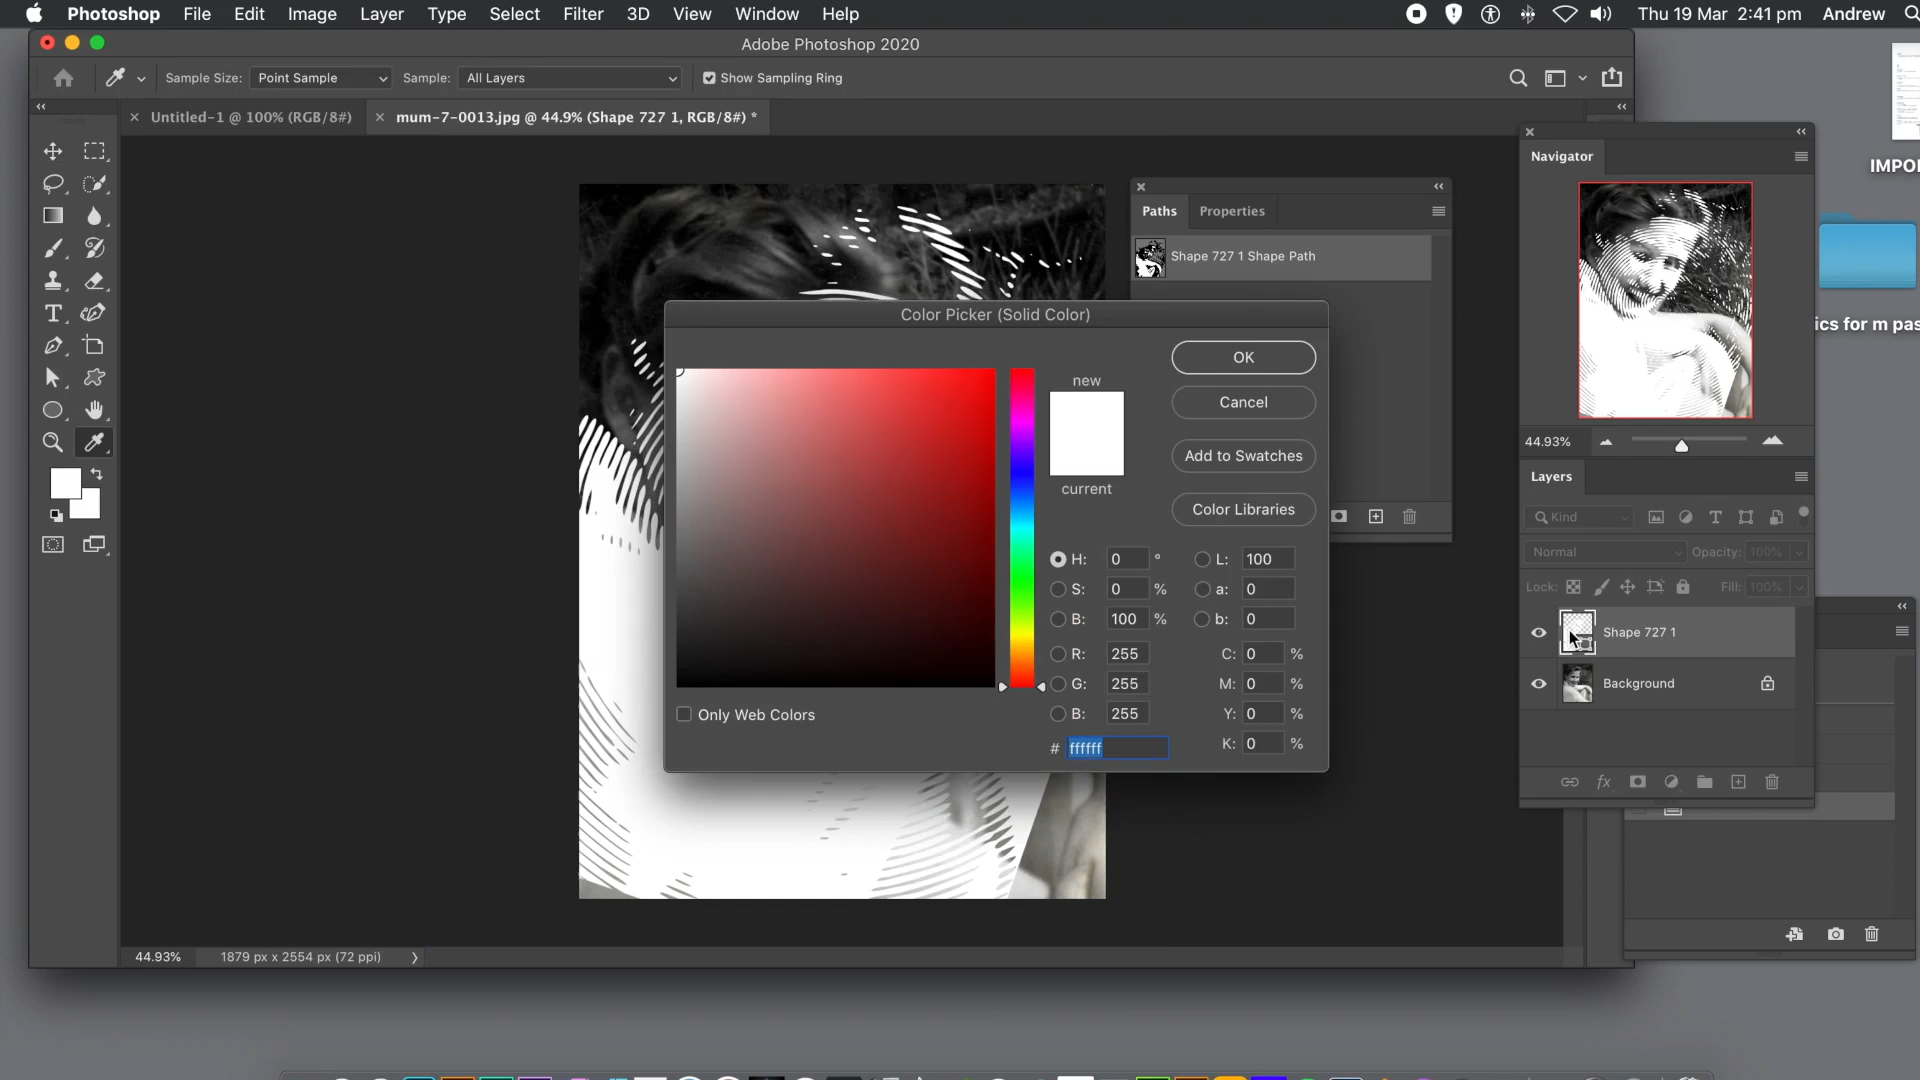 Photoshop File Edit Image Layer Type Select Filter 3D View Window Help Thu 19 Mar 2:41 pm Andrew
Adobe Photoshop 2020
Sample Size: Point Sample Sample: All Layers Show Sampling Ring
Untitled-1 @ 100% (RGB/8#) mum-7-0013.jpg @ 44.9% (Shape 727 1, RGB/8#) *
Navigator
IMPO
Paths Properties
Shape 727 1 Shape Path
ics for m pas
Color Picker (Solid Color)
OK
new
Cancel
Add to Swatches
current
Color Libraries
H: 0 ° L: 100
S: 0 % a: 0
B: 100 % b: 0
R: 255 C: 0 %
G: 255 M: 0 %
B: 255 Y: 0 %
# ffffff K: 0 %
Only Web Colors
44.93%
Layers
Kind
Normal Opacity: 100%
Lock: Fill: 100%
Shape 727 1
Background
fx
44.93% 1879 px x 2554 px (72 ppi)